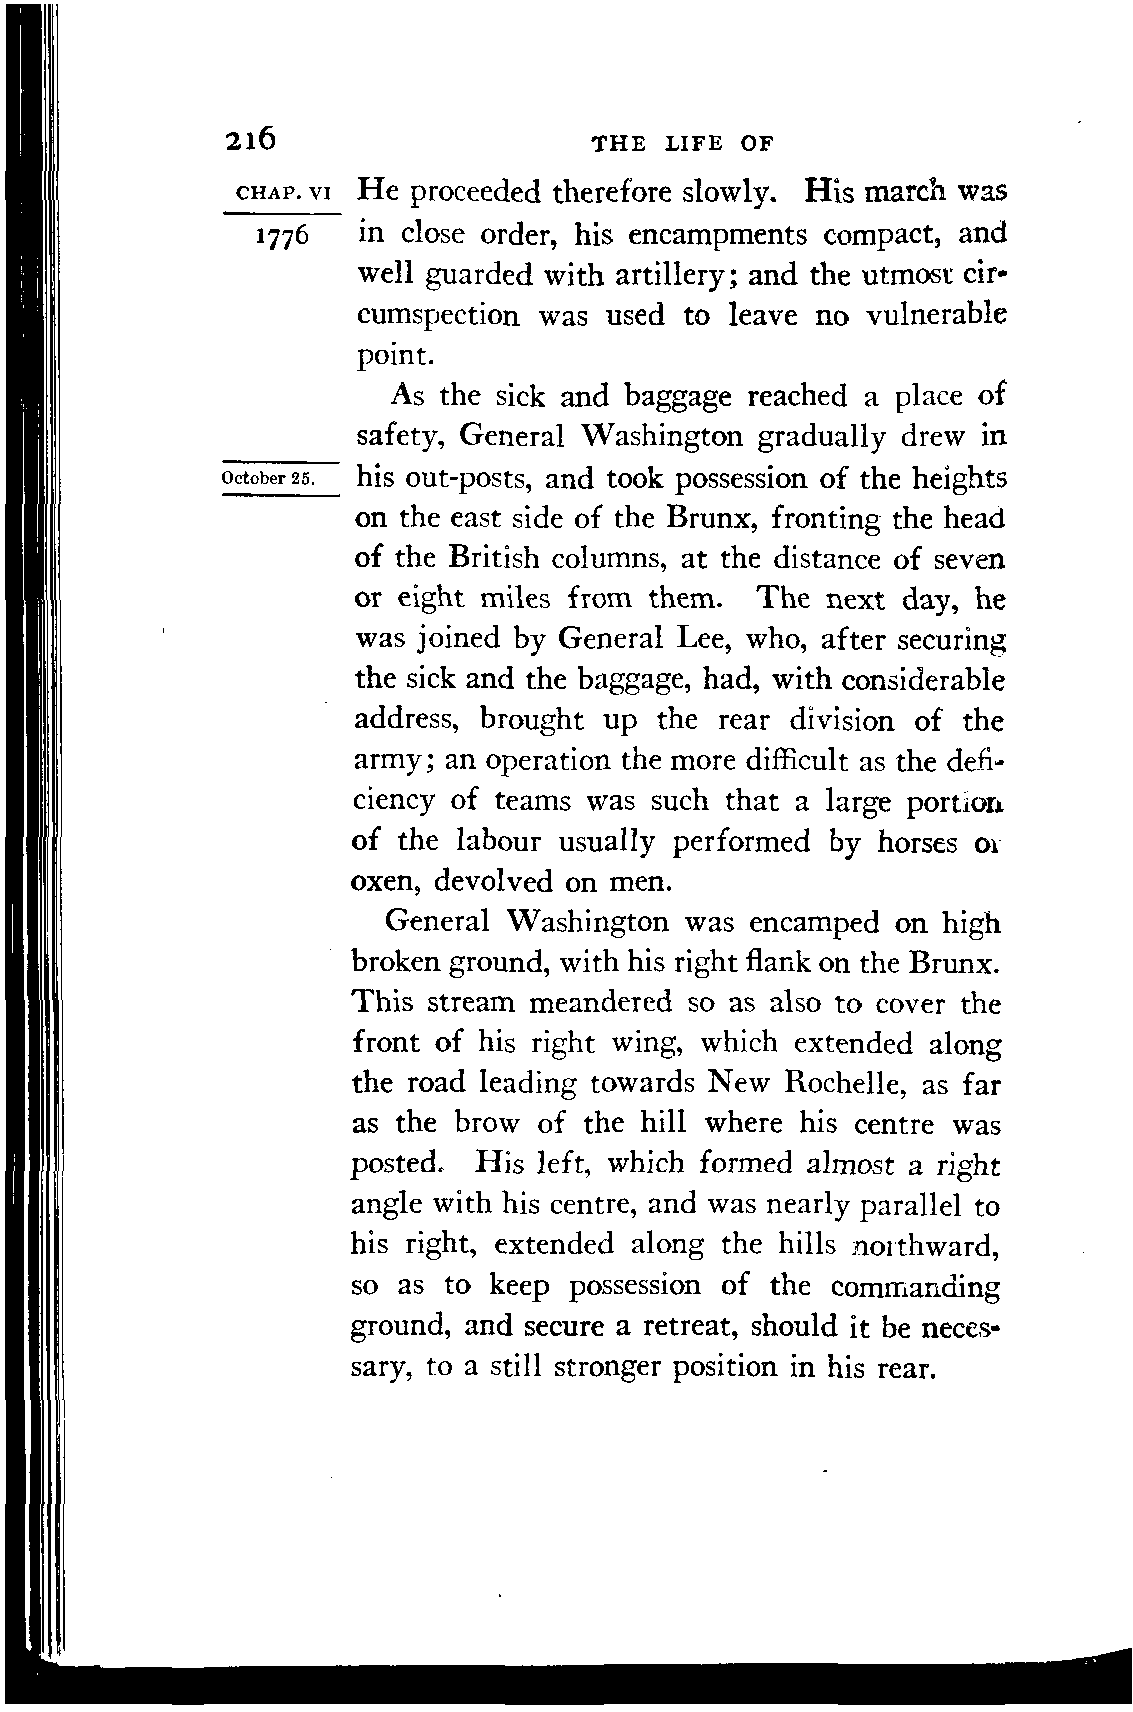 216 THE LIFE OF
CHAP. VI He proceeded therefore slowly. His march was
1776 in close order, his encampments compact, and
well guarded with artillery; and the utmost cir-
cumspection was used to leave no vulnerable
point.
As the sick and baggage reached a place of
safety, General Washington gradually drew in
October 25. his out-posts, and took possession of the heights
on the east side of the Brunx, fronting the head
of the British columns, at the distance of seven
or eight miles from them. The next day, he
was joined by General Lee, who, after securing
the sick and the baggage, had, with considerable
address, brought up the rear division of the
army; an operation the more difficult as the defi-
ciency of teams was such that a large portion
of the labour usually performed by horses or
oxen, devolved on men.
General Washington was encamped on high
broken ground, with his right flank on the Brunx.
This stream meandered so as also to cover the
front of his right wing, which extended along
the road leading towards New Rochelle, as far
as the brow of the hill where his centre was
posted. His left, which formed almost a right
angle with his centre, and was nearly parallel to
his right, extended along the hills northward,
so as to keep possession of the commanding
ground, and secure a retreat, should it be neces-
sary, to a still stronger position in his rear.